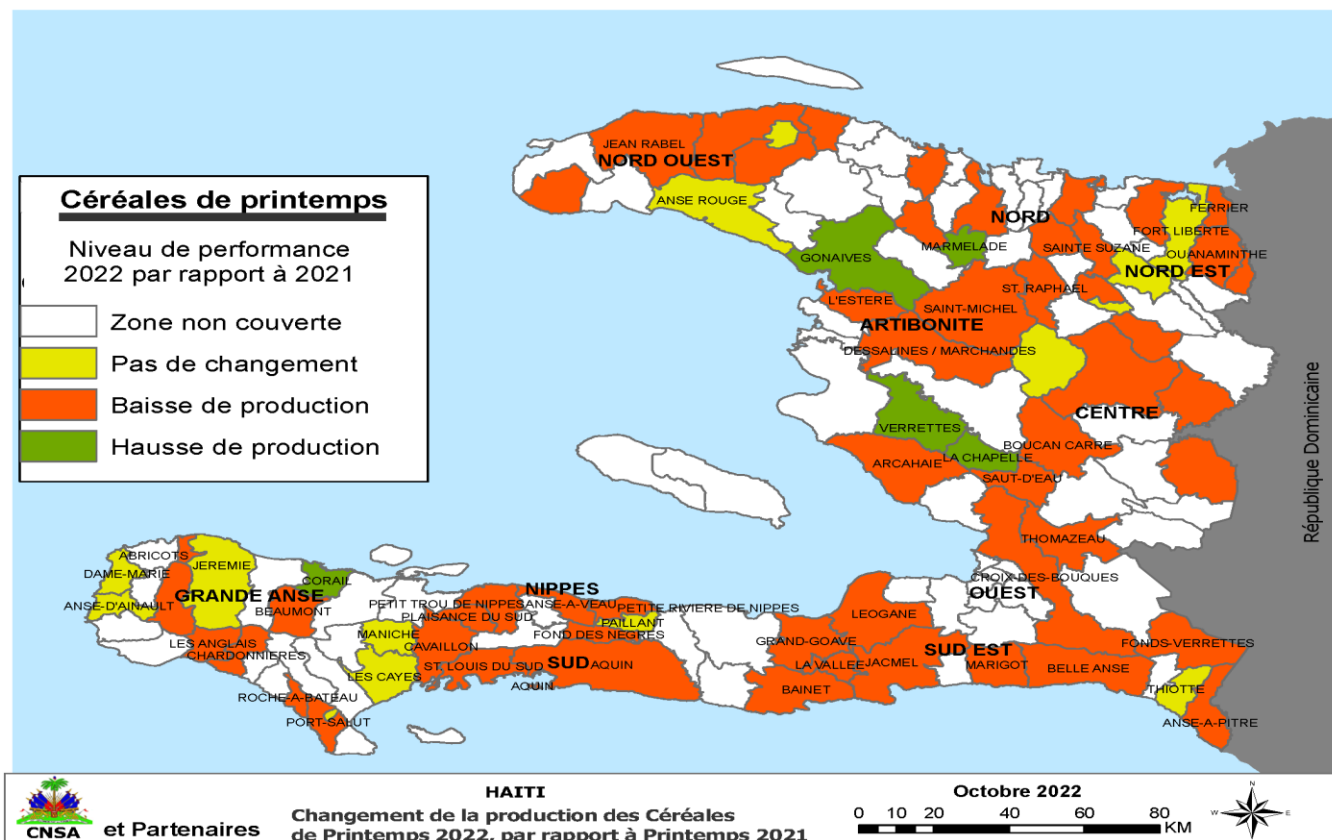 Céréales de printemps
Niveau de performance
2022 par rapport à 2021
Zone non couverte
Pas de changement
Baisse de production
Hausse de production
JEAN RABEL
NORD OUEST
ANSE ROUGE
GONAIVES
MARMELADE
NORD
FERRIER
FORT LIBERTE
SAINTE SUZANE
OUANAMINTHE
NORD EST
ST. RAPHAEL
L'ESTERE
SAINT-MICHEL
ARTIBONITE
DESSALINES / MARCHANDES
CENTRE
VERRETTES
BOUCAN CARRE
LA CHAPELLE
ARCAHAIE
SAUT-D'EAU
THOMAZEAU
CROIX-DES-BOUQUES
OUEST
République Dominicaine
ABRICOTS
JEREMIE
DAME-MARIE
CORAIL
GRANDE ANSE
ANSE-D'AINAULT
BEAUMONT
NIPPES
PETIT TROU DE NIPPES
ANSE-A-VEAU
PETITE RIVIERE DE NIPPES
PLAISANCE DU SUD
PAILLANT
LEOGANE
MANICHE
FOND DES NEGRES
LES ANGLAIS
CAVAILLON
GRAND-GOAVE
SUD EST
FONDS-VERRETTES
CHARDONNIERES
ST. LOUIS DU SUD
SUD
AQUIN
LA VALLEE
JACMEL
MARIGOT
BELLE ANSE
LES CAYES
AQUIN
BAINET
THIOTTE
ROCHE-A-BATEAU
PORT-SALUT
ANSE-A-PITRE
CNSA
et Partenaires
HAITI
Changement de la production des Céréales
de Printemps 2022, par rapport à Printemps 2021
Octobre 2022
0 10 20 40 60 80
KM
N
W E
S